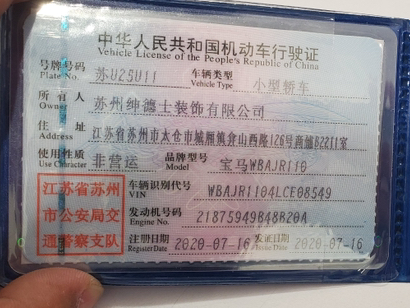 中华人民共和国机动车行驶证
Vehicle License of the People's Republic of China
号牌号码 苏U25U11 车辆类型 小型轿车
Plate No. Vehicle Type
所有人 苏州绅德士装饰有限公司
Owner
住址 江苏省苏州市太仓市城厢镇弇山西路126号商铺B2211室
Address
使用性质 非营运 品牌型号 宝马WBAJR110
Use Character Model
江苏省苏州 车辆识别代号 WBAJR1104LCE08549
VIN
市公安局交 发动机号码 21875949B48B20A
Engine No.
通警察支队 注册日期 2020-07-16 发证日期 2020-07-16
Register Date Issue Date